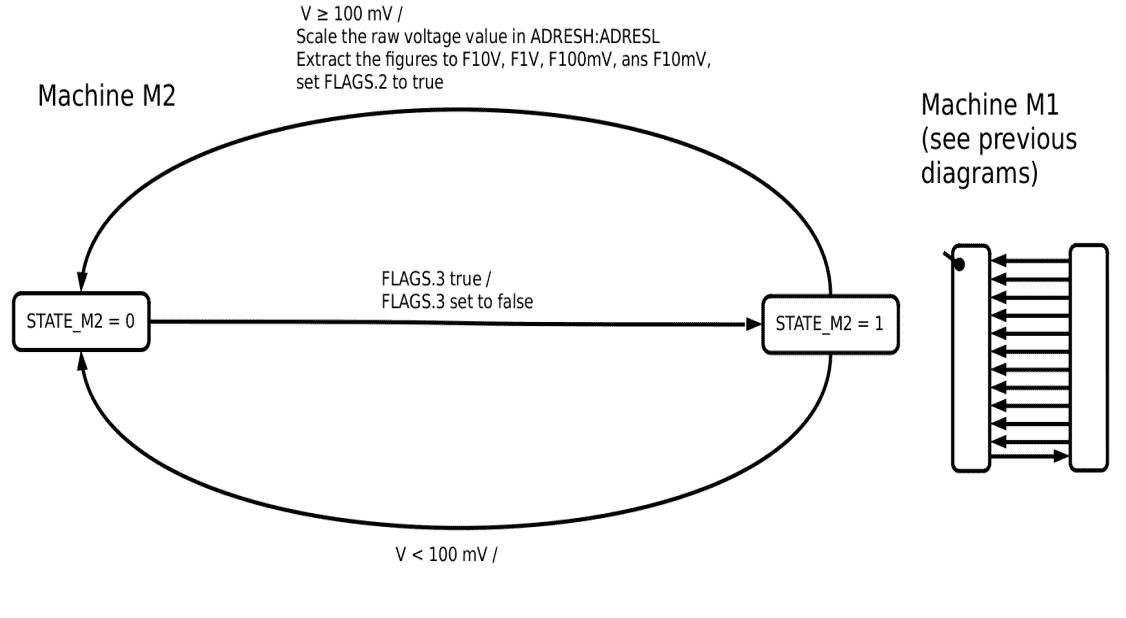 V ≥ 100 mV /
Scale the raw voltage value in ADRESH:ADRESL
Extract the figures to F10V, F1V, F100mV, ans F10mV,
set FLAGS.2 to true
Machine M2
Machine M1
(see previous
diagrams)
FLAGS.3 true /
FLAGS.3 set to false
STATE_M2 = 0
STATE_M2 = 1
V < 100 mV /